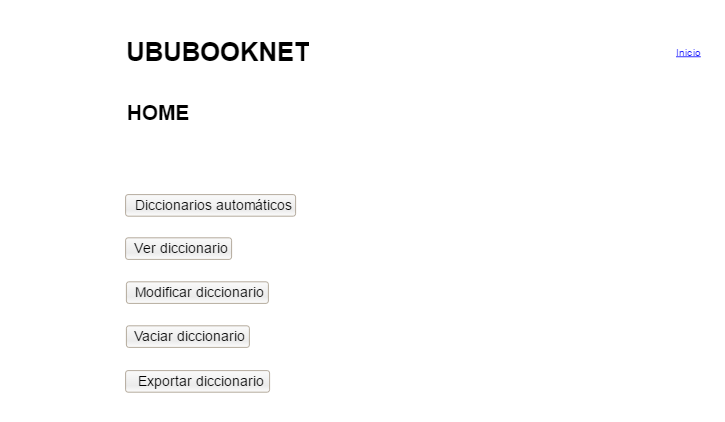 UBUBOOKNET
Inicio
HOME
Diccionarios automáticos
Ver diccionario
Modificar diccionario
Vaciar diccionario
Exportar diccionario